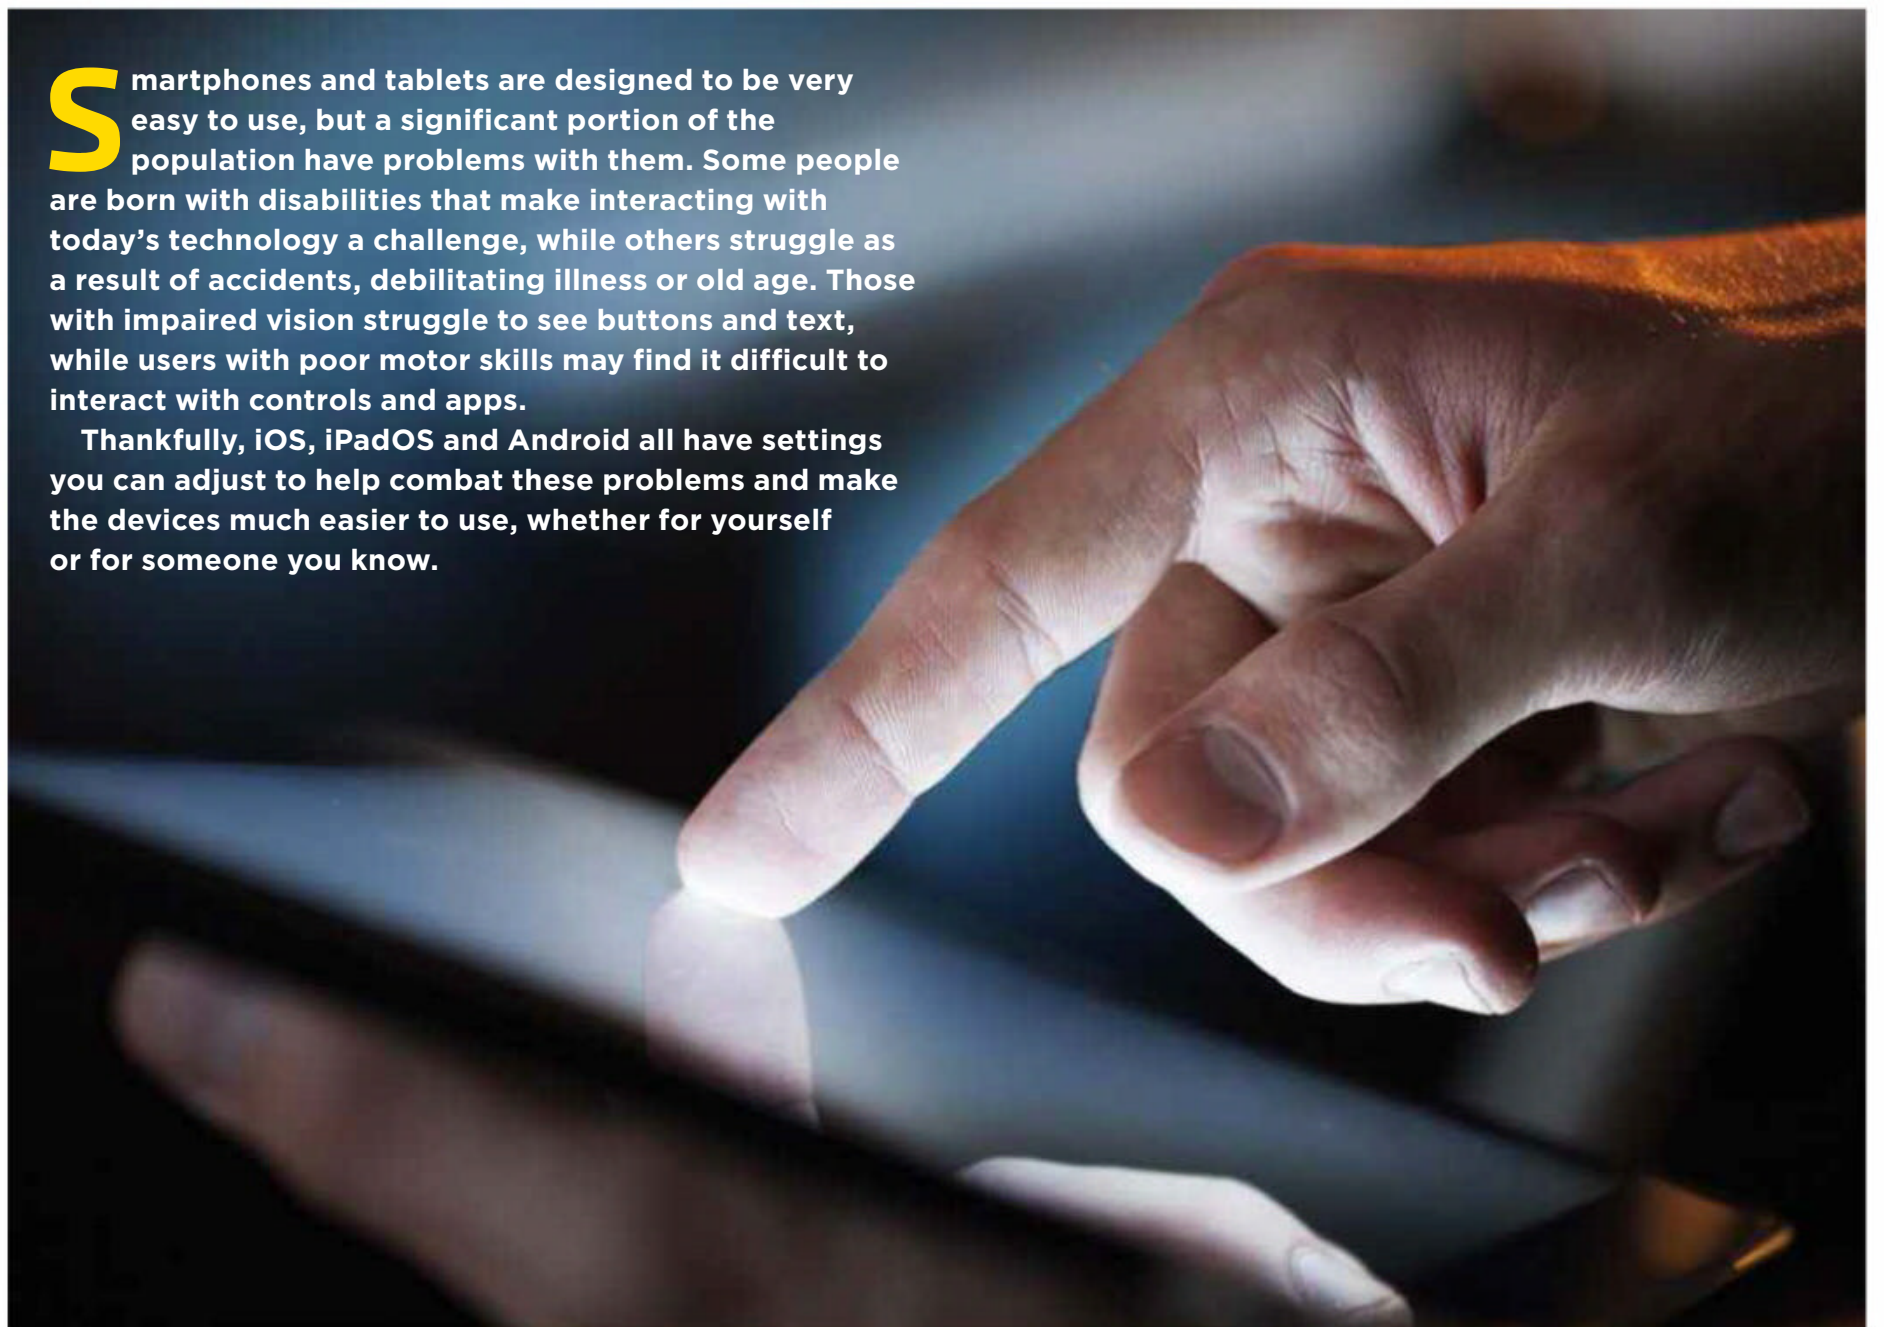 Smartphones and tablets are designed to be very
easy to use, but a significant portion of the
population have problems with them. Some people
are born with disabilities that make interacting with
today’s technology a challenge, while others struggle as
a result of accidents, debilitating illness or old age. Those
with impaired vision struggle to see buttons and text,
while users with poor motor skills may find it difficult to
interact with controls and apps.
Thankfully, iOS, iPadOS and Android all have settings
you can adjust to help combat these problems and make
the devices much easier to use, whether for yourself
or for someone you know.